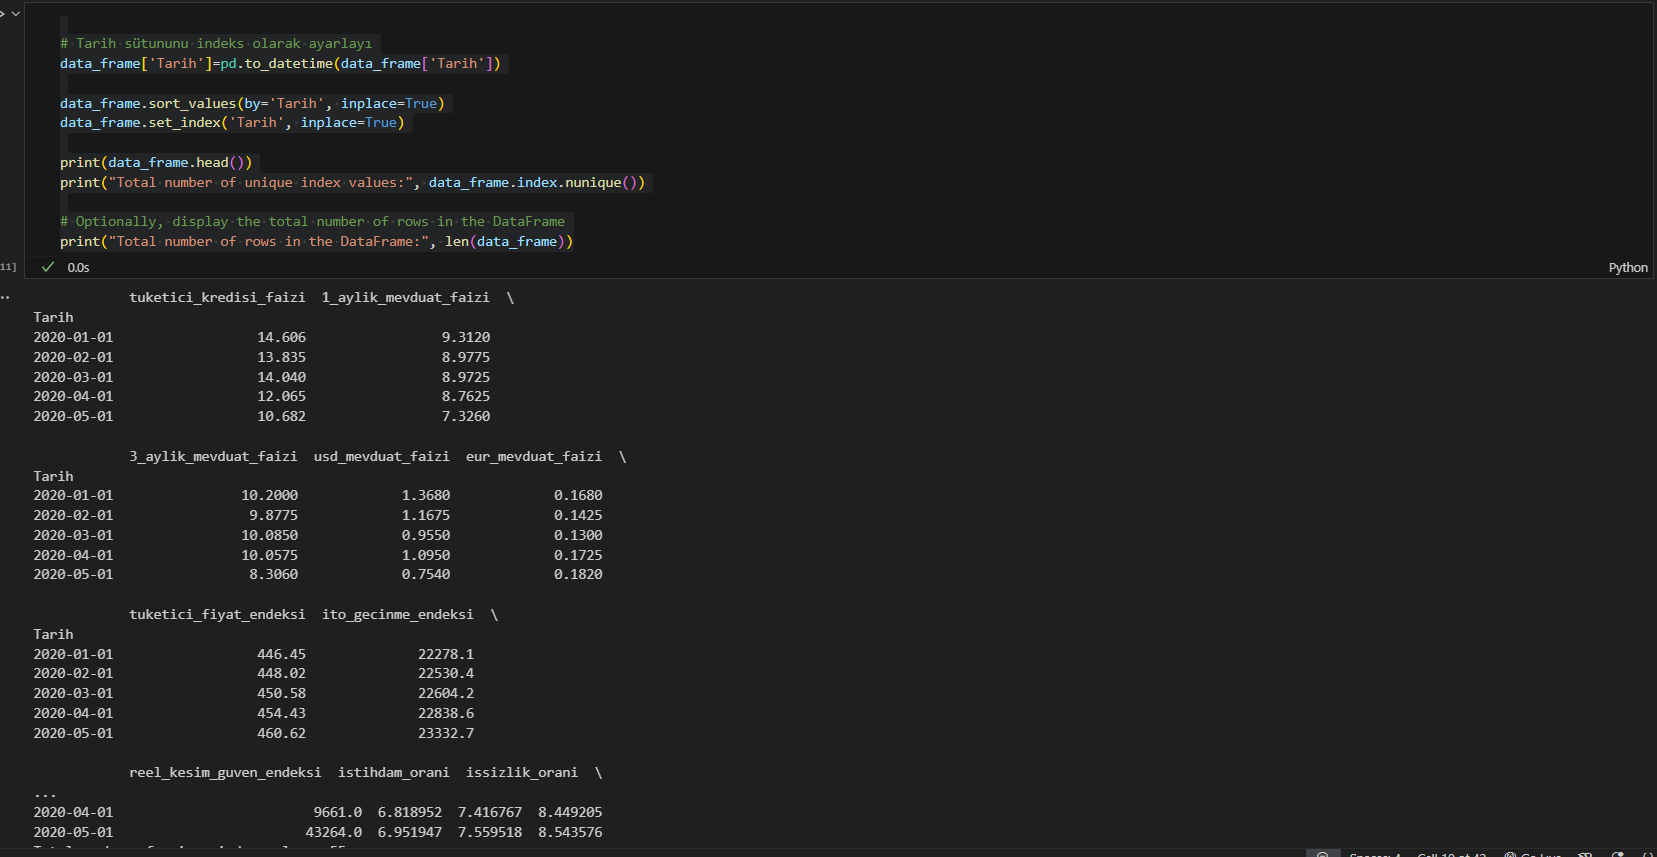 # Tarih sütununu indeks olarak ayarlayı
data_frame['Tarih']=pd.to_datetime(data_frame['Tarih'])
data_frame.sort_values(by='Tarih', inplace=True)
data_frame.set_index('Tarih', inplace=True)
print(data_frame.head())
print("Total number of unique index values:", data_frame.index.nunique())
# Optionally, display the total number of rows in the DataFrame
print("Total number of rows in the DataFrame:", len(data_frame))
11] 0.0s Python
tuketici_kredisi_faizi 1_aylik_mevduat_faizi \
Tarih
2020-01-01 14.606 9.3120
2020-02-01 13.835 8.9775
2020-03-01 14.040 8.9725
2020-04-01 12.065 8.7625
2020-05-01 10.682 7.3260
3_aylik_mevduat_faizi usd_mevduat_faizi eur_mevduat_faizi \
Tarih
2020-01-01 10.2000 1.3680 0.1680
2020-02-01 9.8775 1.1675 0.1425
2020-03-01 10.0850 0.9550 0.1300
2020-04-01 10.0575 1.0950 0.1725
2020-05-01 8.3060 0.7540 0.1820
tuketici_fiyat_endeksi ito_gecinme_endeksi \
Tarih
2020-01-01 446.45 22278.1
2020-02-01 448.02 22530.4
2020-03-01 450.58 22604.2
2020-04-01 454.43 22838.6
2020-05-01 460.62 23332.7
reel_kesim_guven_endeksi istihdam_orani issizlik_orani \
...
2020-04-01 9661.0 6.818952 7.416767 8.449205
2020-05-01 43264.0 6.951947 7.559518 8.543576